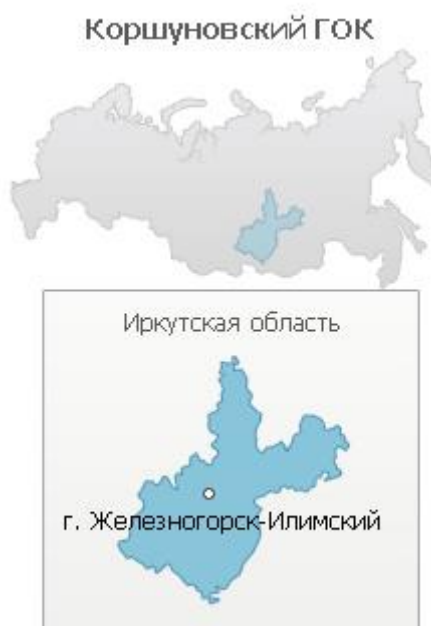 Коршуновский ГОК
Иркутская область
г. Железногорск-Илимский